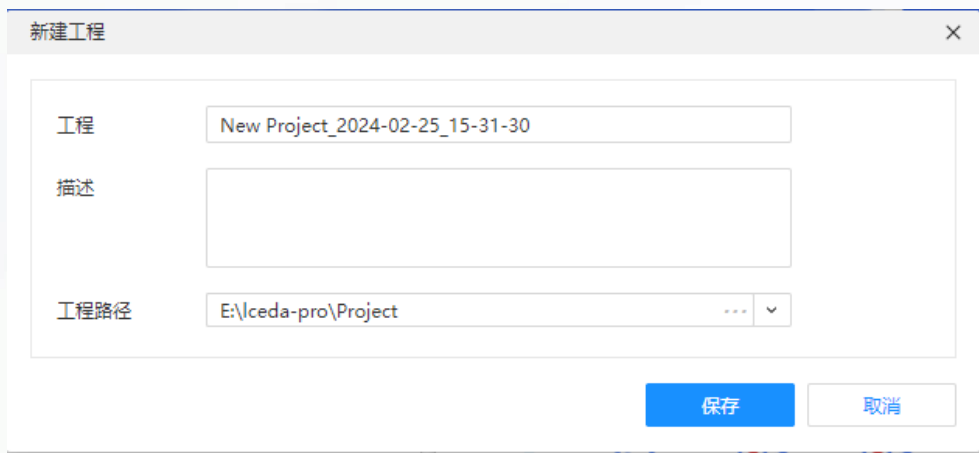 新建工程
工程
New Project_2024-02-25_15-31-30
描述
工程路径
E:\lceda-pro\Project
保存
取消